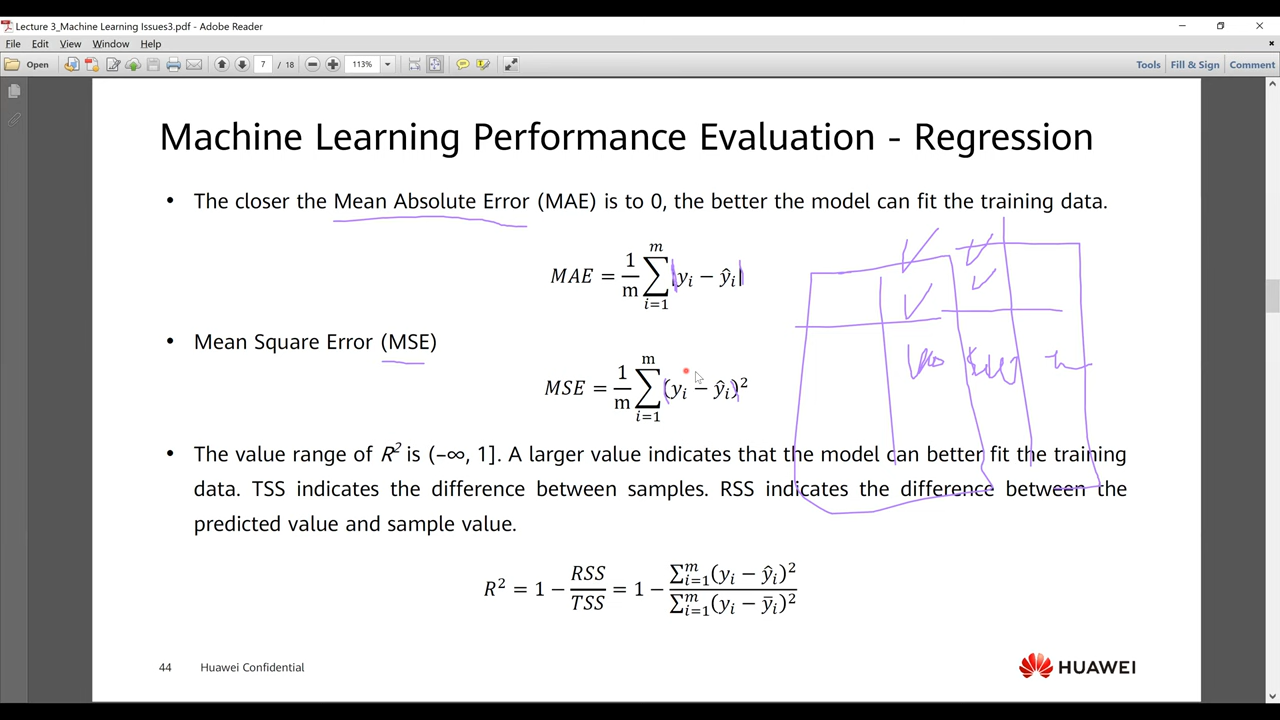 Lecture 3_Machine Learning Issues3.pdf - Adobe Reader
File Edit View Window Help
Open 7 / 18 113% Tools Fill & Sign Comment
Machine Learning Performance Evaluation - Regression
• The closer the Mean Absolute Error (MAE) is to 0, the better the model can fit the training data.
MAE = 1/m ∑_{i=1}^{m} |y_i − ŷ_i|
• Mean Square Error (MSE)
MSE = 1/m ∑_{i=1}^{m} (y_i − ŷ_i)²
• The value range of R² is (–∞, 1]. A larger value indicates that the model can better fit the training
data. TSS indicates the difference between samples. RSS indicates the difference between the
predicted value and sample value.
R² = 1 − RSS/TSS = 1 − ∑_{i=1}^{m} (y_i − ŷ_i)² / ∑_{i=1}^{m} (y_i − ȳ_i)²
44 Huawei Confidential
HUAWEI